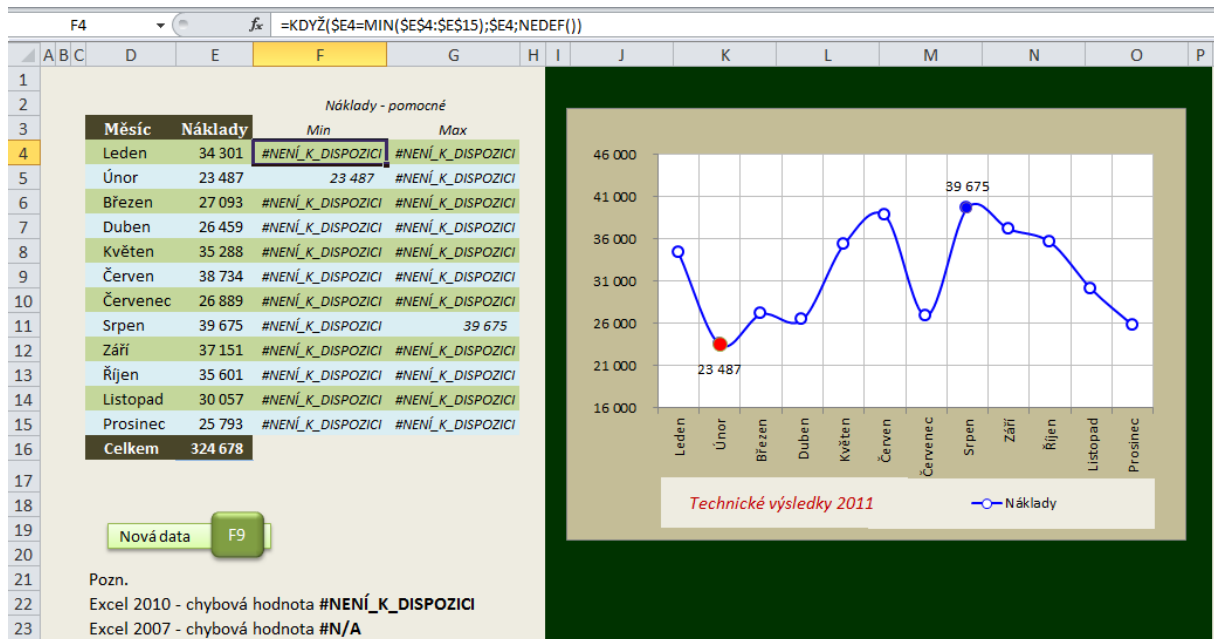 F4 fx =KDYŽ($E4=MIN($E$4:$E$15);$E4;NEDEF())
A B C D E F G H I J K L M N O P
1
2 Náklady - pomocné
3 Měsíc Náklady Min Max
4 Leden 34 301 #NENÍ_K_DISPOZICI #NENÍ_K_DISPOZICI
5 Únor 23 487 23 487 #NENÍ_K_DISPOZICI
6 Březen 27 093 #NENÍ_K_DISPOZICI #NENÍ_K_DISPOZICI
7 Duben 26 459 #NENÍ_K_DISPOZICI #NENÍ_K_DISPOZICI
8 Květen 35 288 #NENÍ_K_DISPOZICI #NENÍ_K_DISPOZICI
9 Červen 38 734 #NENÍ_K_DISPOZICI #NENÍ_K_DISPOZICI
10 Červenec 26 889 #NENÍ_K_DISPOZICI #NENÍ_K_DISPOZICI
11 Srpen 39 675 #NENÍ_K_DISPOZICI 39 675
12 Září 37 151 #NENÍ_K_DISPOZICI #NENÍ_K_DISPOZICI
13 Říjen 35 601 #NENÍ_K_DISPOZICI #NENÍ_K_DISPOZICI
14 Listopad 30 057 #NENÍ_K_DISPOZICI #NENÍ_K_DISPOZICI
15 Prosinec 25 793 #NENÍ_K_DISPOZICI #NENÍ_K_DISPOZICI
16 Celkem 324 678
17
18
19 Nová data F9
20
21 Pozn.
22 Excel 2010 - chybová hodnota #NENÍ_K_DISPOZICI
23 Excel 2007 - chybová hodnota #N/A
46 000
41 000
36 000
31 000
26 000
21 000
16 000
39 675
23 487
Leden
Únor
Březen
Duben
Květen
Červen
Červenec
Srpen
Září
Říjen
Listopad
Prosinec
Technické výsledky 2011
Náklady